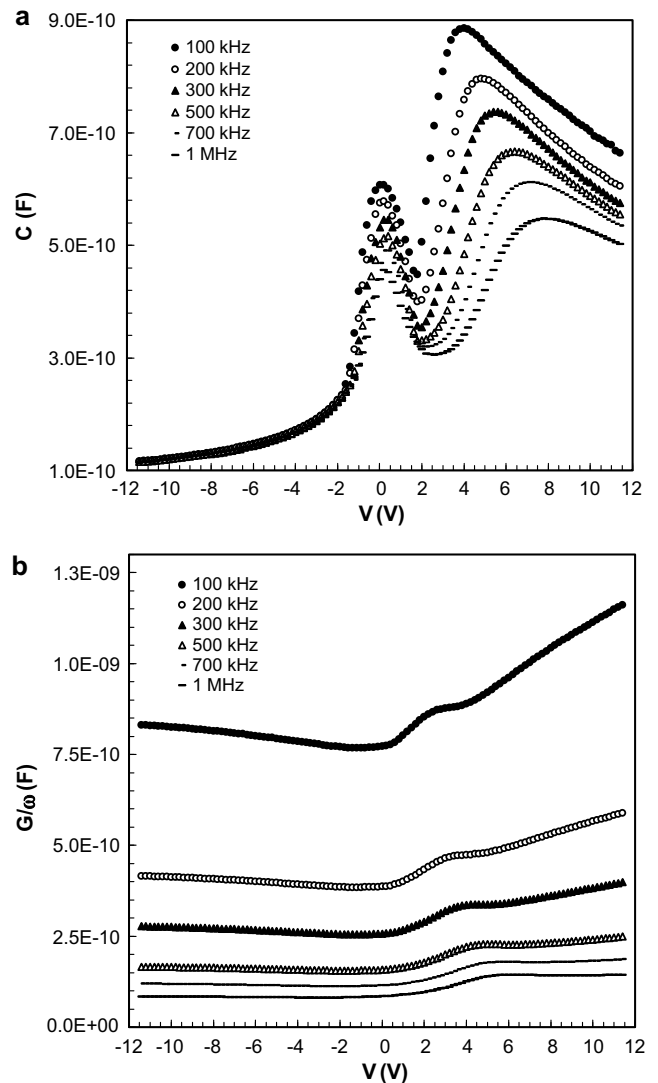 a
9.0E-10
7.0E-10
5.0E-10
3.0E-10
1.0E-10
C (F)
100 kHz
200 kHz
300 kHz
500 kHz
700 kHz
1 MHz
-12 -10 -8 -6 -4 -2 0 2 4 6 8 10 12
V (V)
b
1.3E-09
1.0E-09
7.5E-10
5.0E-10
2.5E-10
0.0E+00
G/ω (F)
100 kHz
200 kHz
300 kHz
500 kHz
700 kHz
1 MHz
-12 -10 -8 -6 -4 -2 0 2 4 6 8 10 12
V (V)